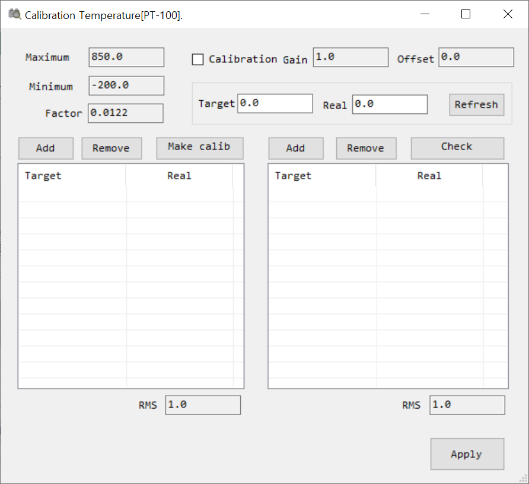 Calibration Temperature[PT-100].
Maximum 850.0 Calibration Gain 1.0 Offset 0.0
Minimum -200.0
Target 0.0 Real 0.0 Refresh
Factor 0.0122
Add Remove Make calib Add Remove Check
Target Real Target Real
RMS 1.0 RMS 1.0
Apply